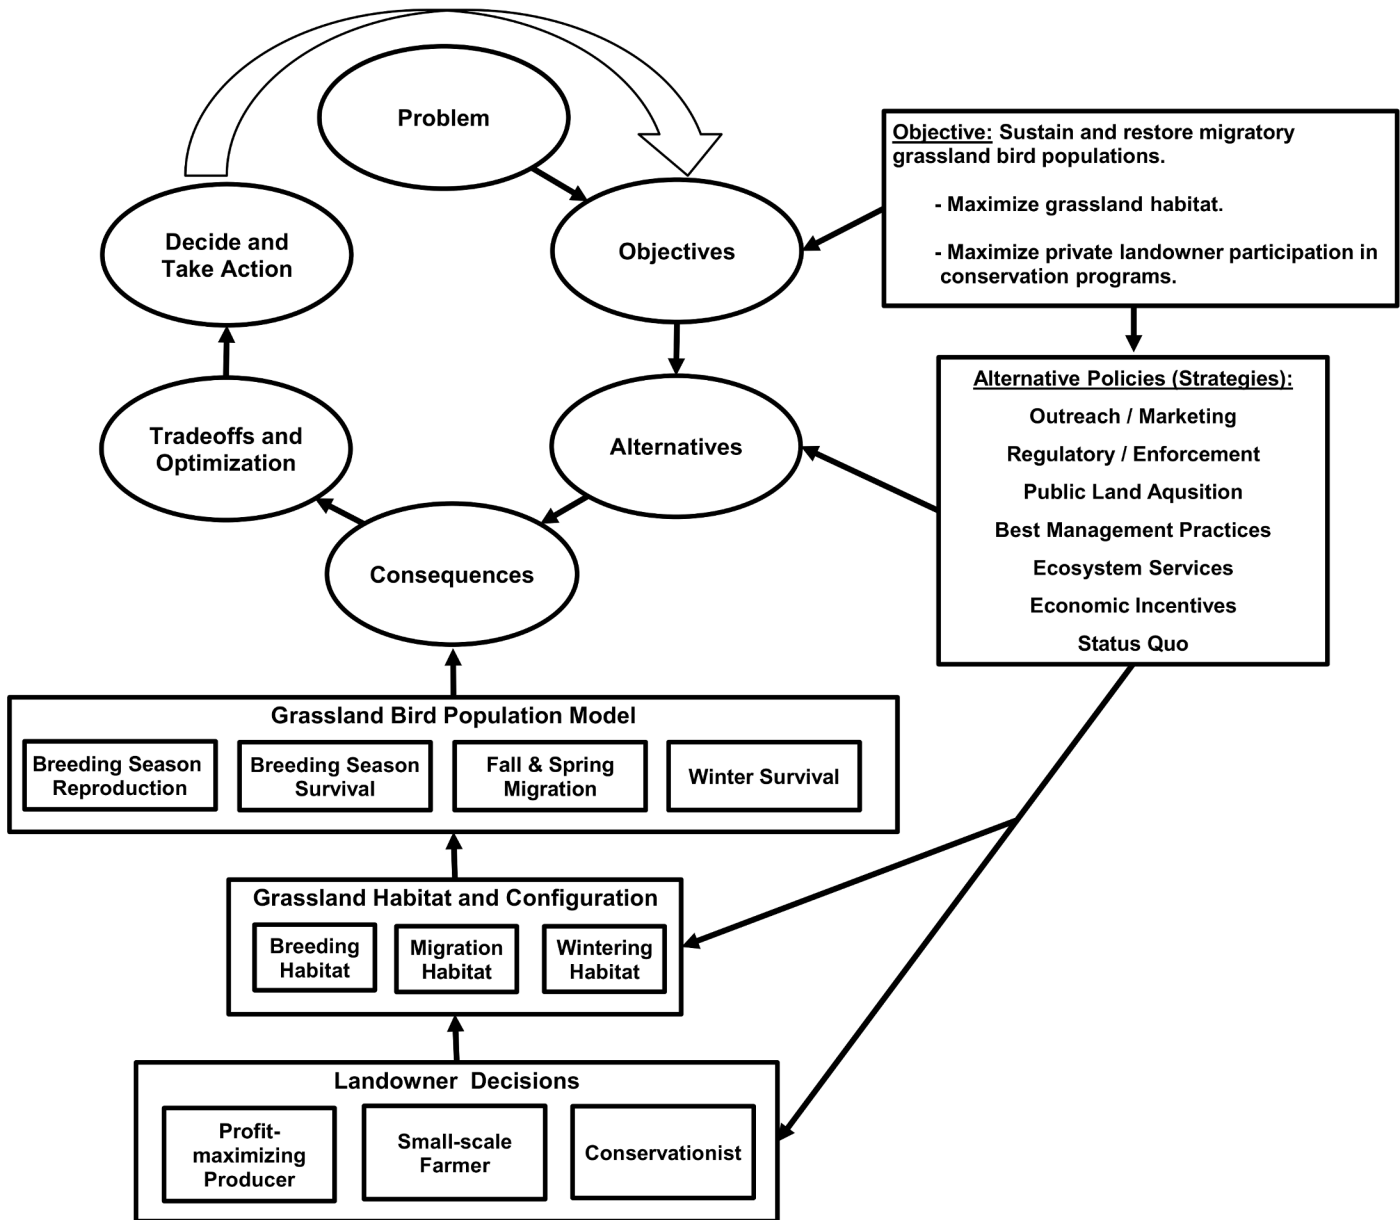 Problem
Objectives
Decide and
Take Action
Objective: Sustain and restore migratory
grassland bird populations.
- Maximize grassland habitat.
- Maximize private landowner participation in
conservation programs.
Alternatives
Tradeoffs and
Optimization
Consequences
Alternative Policies (Strategies):
Outreach / Marketing
Regulatory / Enforcement
Public Land Aqusition
Best Management Practices
Ecosystem Services
Economic Incentives
Status Quo
Grassland Bird Population Model
Breeding Season
Reproduction
Breeding Season
Survival
Fall & Spring
Migration
Winter Survival
Grassland Habitat and Configuration
Breeding
Habitat
Migration
Habitat
Wintering
Habitat
Landowner Decisions
Profit-
maximizing
Producer
Small-scale
Farmer
Conservationist